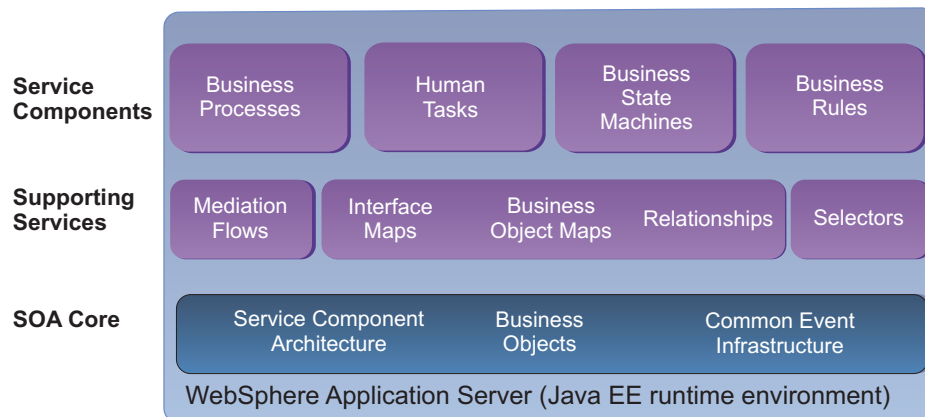 Service
Components
Business
Processes
Human
Tasks
Business
State
Machines
Business
Rules
Supporting
Services
Mediation
Flows
Interface
Maps
Business
Object Maps
Relationships
Selectors
SOA Core
Service Component
Architecture
Business
Objects
Common Event
Infrastructure
WebSphere Application Server (Java EE runtime environment)